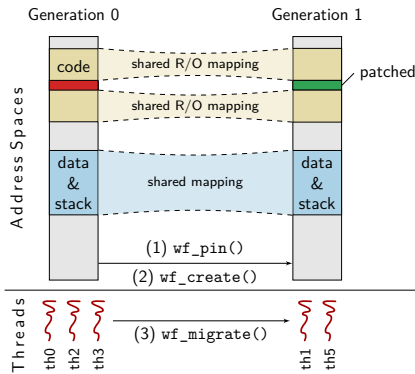 Generation 0
Generation 1
Address Spaces
code
shared R/O mapping
patched
shared R/O mapping
data
&
stack
shared mapping
data
&
stack
(1) wf_pin()
(2) wf_create()
Threads
(3) wf_migrate()
th0
th2
th3
th1
th5